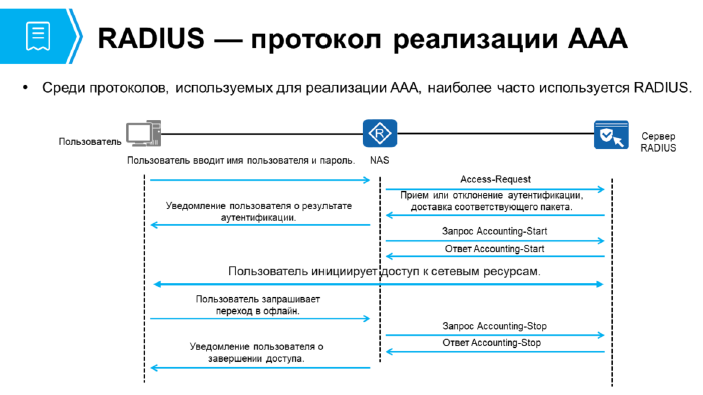 RADIUS — протокол реализации AAA
• Среди протоколов, используемых для реализации AAA, наиболее часто используется RADIUS.
Пользователь
R
Сервер
RADIUS
Пользователь вводит имя пользователя и пароль.
NAS
Access-Request
Прием или отклонение аутентификации,
доставка соответствующего пакета.
Уведомление пользователя о результате
аутентификации.
Запрос Accounting-Start
Ответ Accounting-Start
Пользователь инициирует доступ к сетевым ресурсам.
Пользователь запрашивает
переход в офлайн.
Запрос Accounting-Stop
Ответ Accounting-Stop
Уведомление пользователя о
завершении доступа.